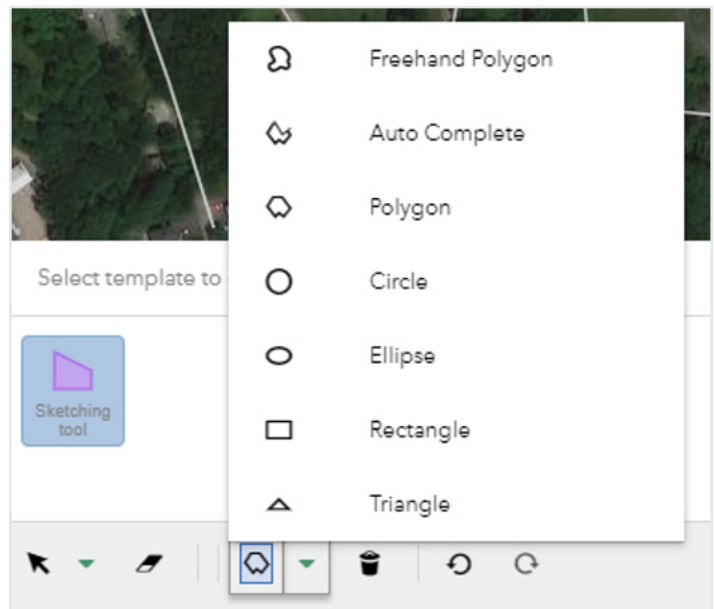 Freehand Polygon
Auto Complete
Polygon
Select template to
Circle
Ellipse
Sketching
tool
Rectangle
Triangle